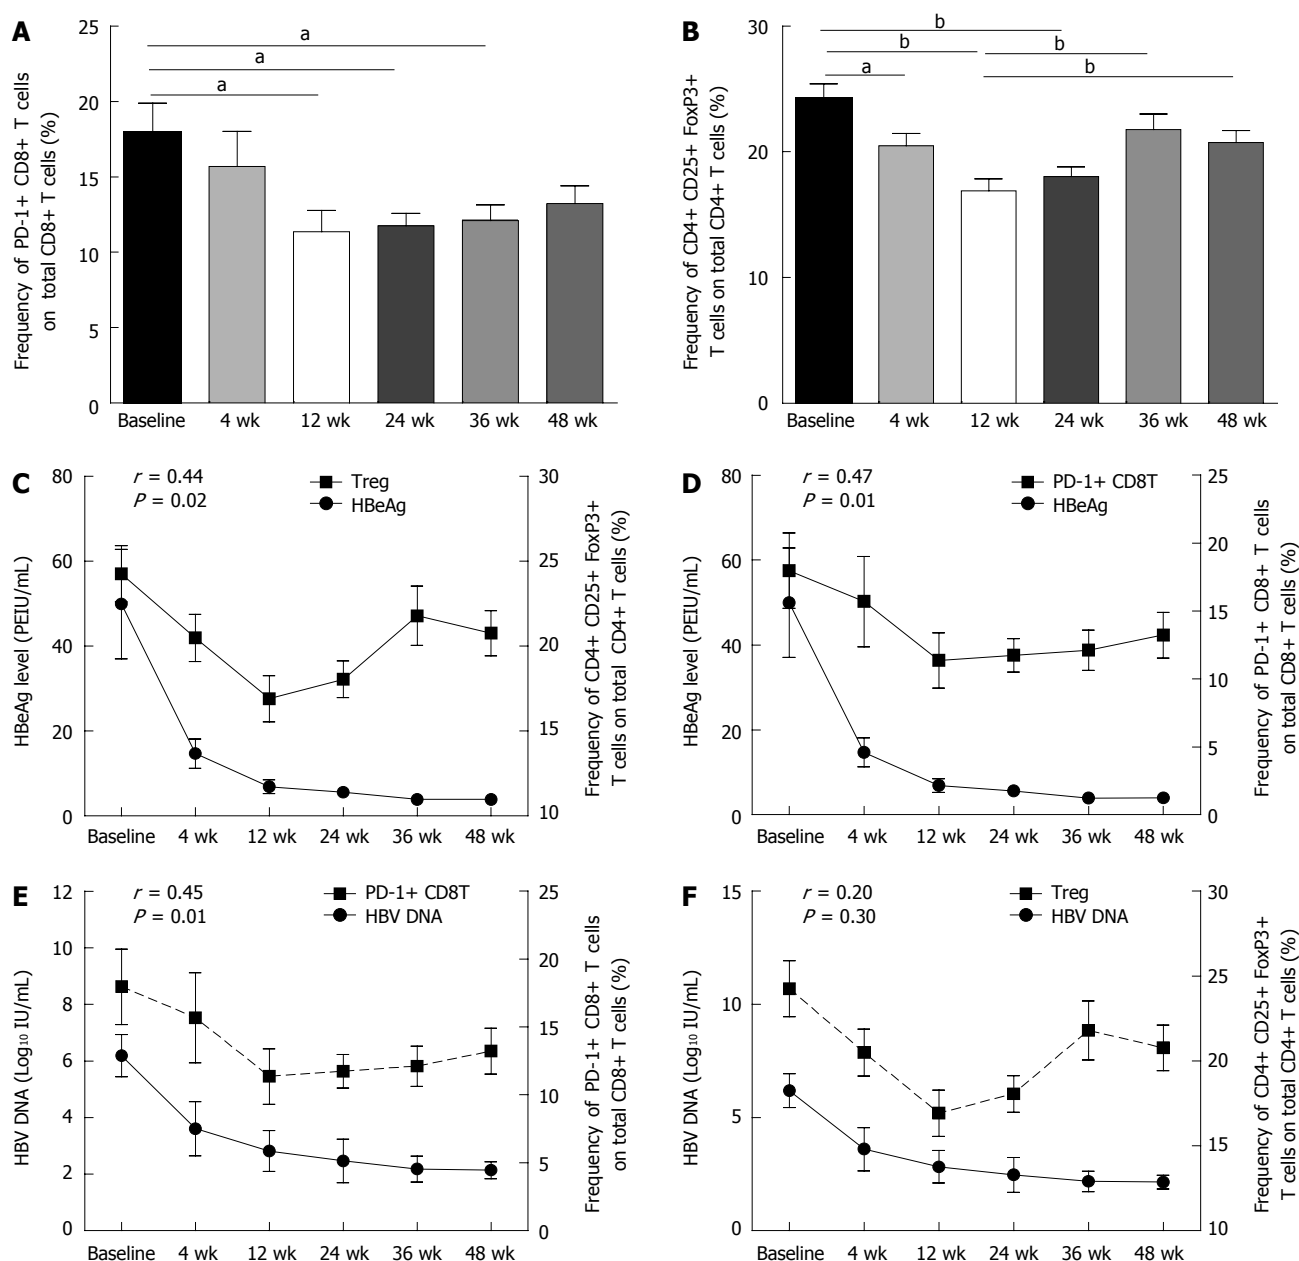 A
Frequency of PD-1+ CD8+ T cells
on total CD8+ T cells (%)
25
20
15
10
5
0
a
a
a
Baseline 4 wk 12 wk 24 wk 36 wk 48 wk
B
Frequency of CD4+ CD25+ FoxP3+
T cells on total CD4+ T cells (%)
30
20
10
0
b
b
b
a
b
Baseline 4 wk 12 wk 24 wk 36 wk 48 wk
C
r = 0.44
P = 0.02
Treg
HBeAg
HBeAg level (PEIU/mL)
80
60
40
20
0
30
25
20
15
10
Frequency of CD4+ CD25+ FoxP3+
T cells on total CD4+ T cells (%)
Baseline 4 wk 12 wk 24 wk 36 wk 48 wk
D
r = 0.47
P = 0.01
PD-1+ CD8T
HBeAg
HBeAg level (PEIU/mL)
80
60
40
20
0
25
20
15
10
5
0
Frequency of PD-1+ CD8+ T cells
on total CD8+ T cells (%)
Baseline 4 wk 12 wk 24 wk 36 wk 48 wk
E
r = 0.45
P = 0.01
PD-1+ CD8T
HBV DNA
HBV DNA (Log₁₀ IU/mL)
12
10
8
6
4
2
0
25
20
15
10
5
0
Frequency of PD-1+ CD8+ T cells
on total CD8+ T cells (%)
Baseline 4 wk 12 wk 24 wk 36 wk 48 wk
F
r = 0.20
P = 0.30
Treg
HBV DNA
HBV DNA (Log₁₀ IU/mL)
15
10
5
0
30
25
20
15
10
Frequency of CD4+ CD25+ FoxP3+
T cells on total CD4+ T cells (%)
Baseline 4 wk 12 wk 24 wk 36 wk 48 wk